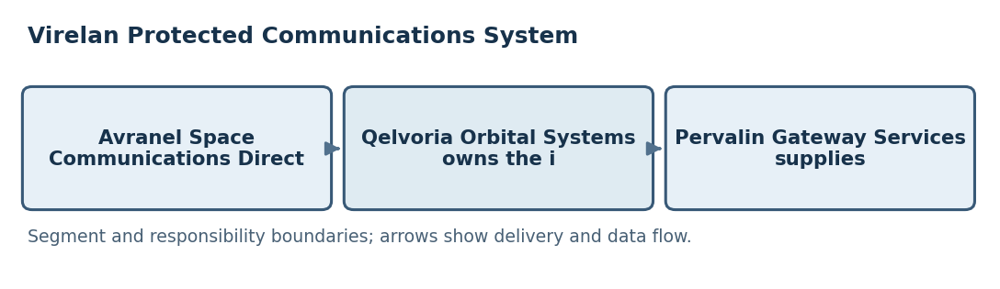 Virelan Protected Communications System
Avranel Space
Communications Direct
Qelvoria Orbital Systems
owns the i
Pervalin Gateway Services
supplies
Segment and responsibility boundaries; arrows show delivery and data flow.